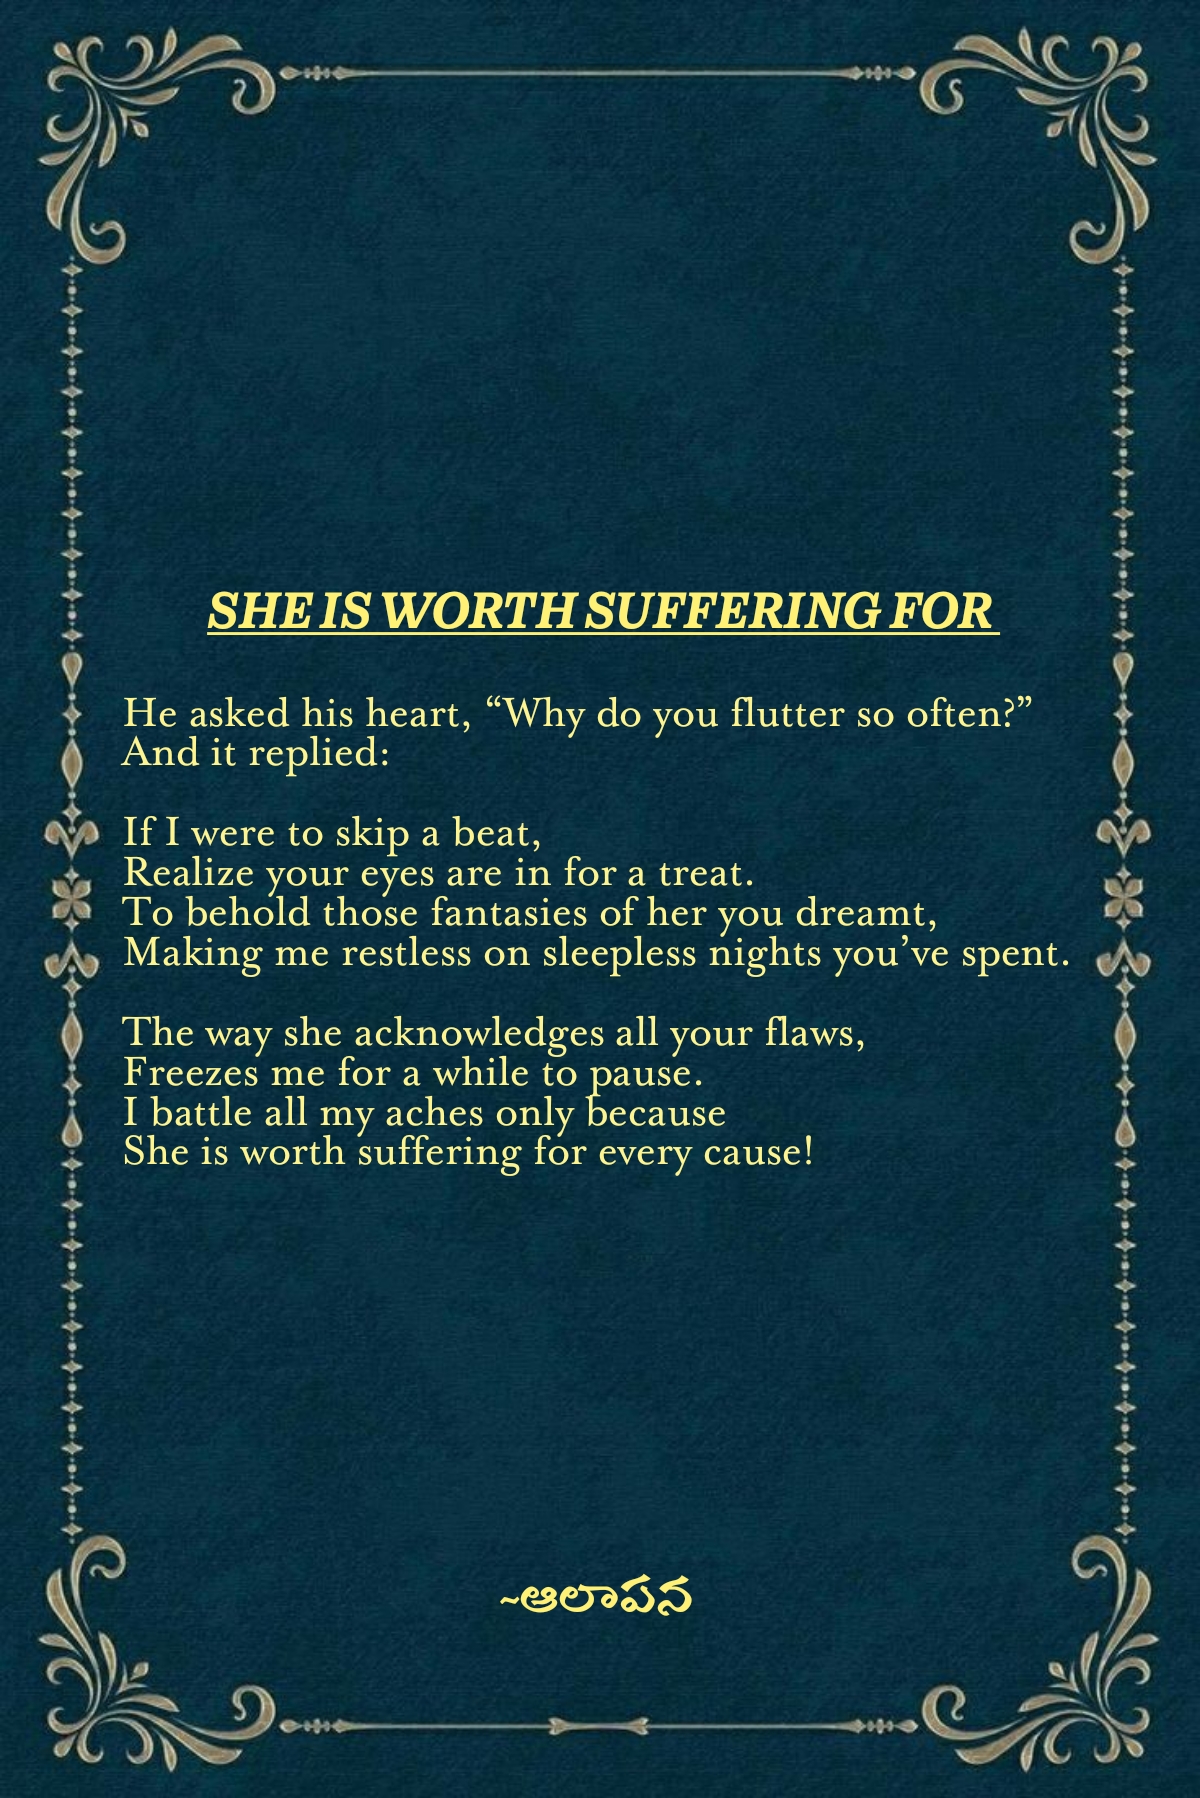 SHE IS WORTH SUFFERING FOR
He asked his heart, “Why do you flutter so often?”
And it replied:
If I were to skip a beat,
Realize your eyes are in for a treat.
To behold those fantasies of her you dreamt,
Making me restless on sleepless nights you’ve spent.
The way she acknowledges all your flaws,
Freezes me for a while to pause.
I battle all my aches only because
She is worth suffering for every cause!
~ఆలాపన